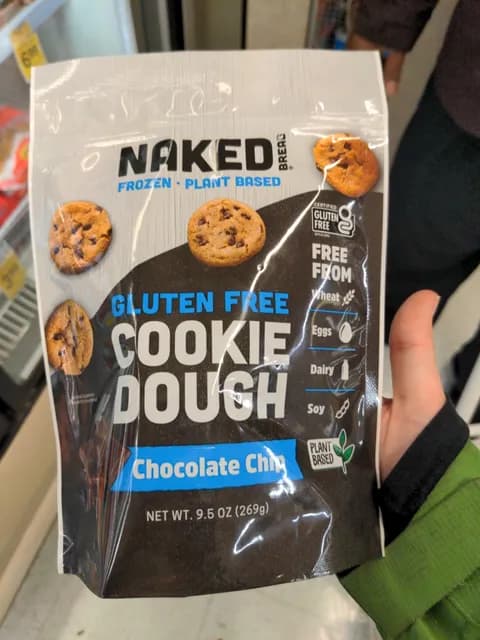 NAKED
BREAD
FROZEN · PLANT BASED
CERTIFIED
GLUTEN
FREE
FREE
FROM
Wheat
Eggs
Dairy
Soy
GLUTEN FREE
COOKIE
DOUGH
Chocolate Chip
PLANT
BASED
NET WT. 9.5 OZ (269g)